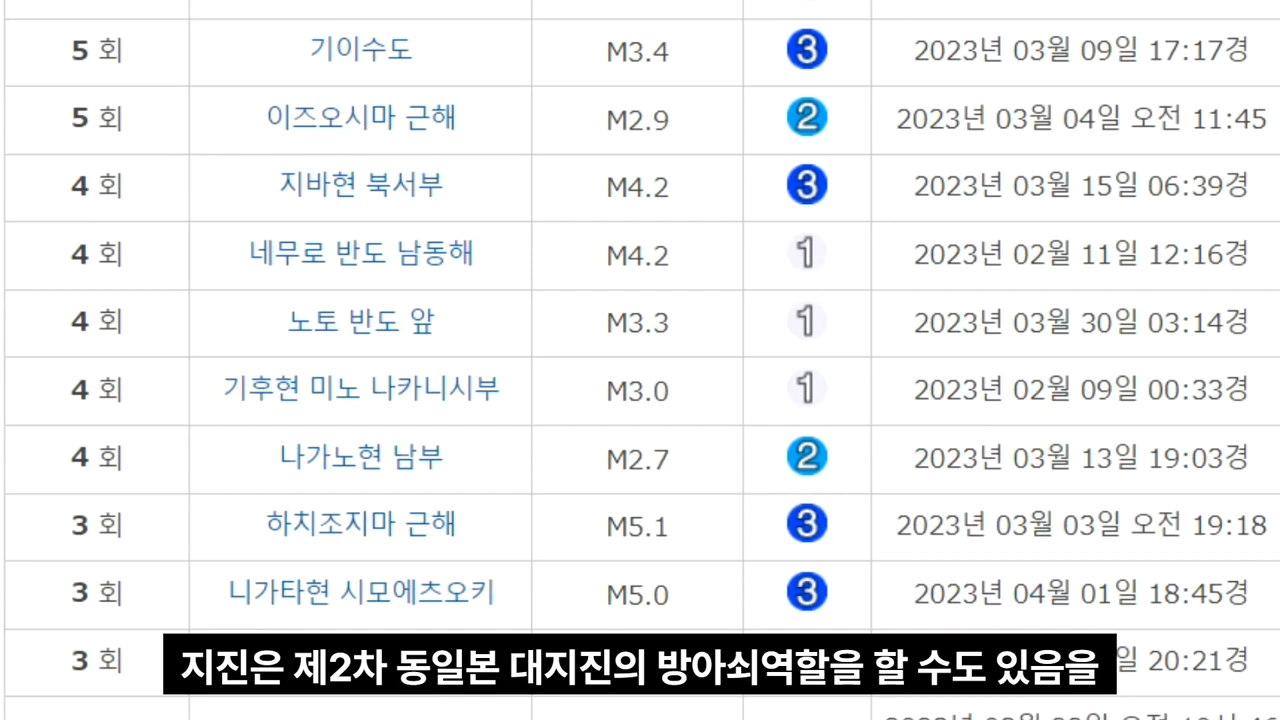 5 회 기이수도 M3.4 3 2023년 03월 09일 17:17경
5 회 이즈오시마 근해 M2.9 2 2023년 03월 04일 오전 11:45
4 회 지바현 북서부 M4.2 3 2023년 03월 15일 06:39경
4 회 네무로 반도 남동해 M4.2 1 2023년 02월 11일 12:16경
4 회 노토 반도 앞 M3.3 1 2023년 03월 30일 03:14경
4 회 기후현 미노 나카니시부 M3.0 1 2023년 02월 09일 00:33경
4 회 나가노현 남부 M2.7 2 2023년 03월 13일 19:03경
3 회 하치조지마 근해 M5.1 3 2023년 03월 03일 오전 19:18
3 회 니가타현 시모에츠오키 M5.0 3 2023년 04월 01일 18:45경
3 회 일 20:21경
지진은 제2차 동일본 대지진의 방아쇠역할을 할 수도 있음을